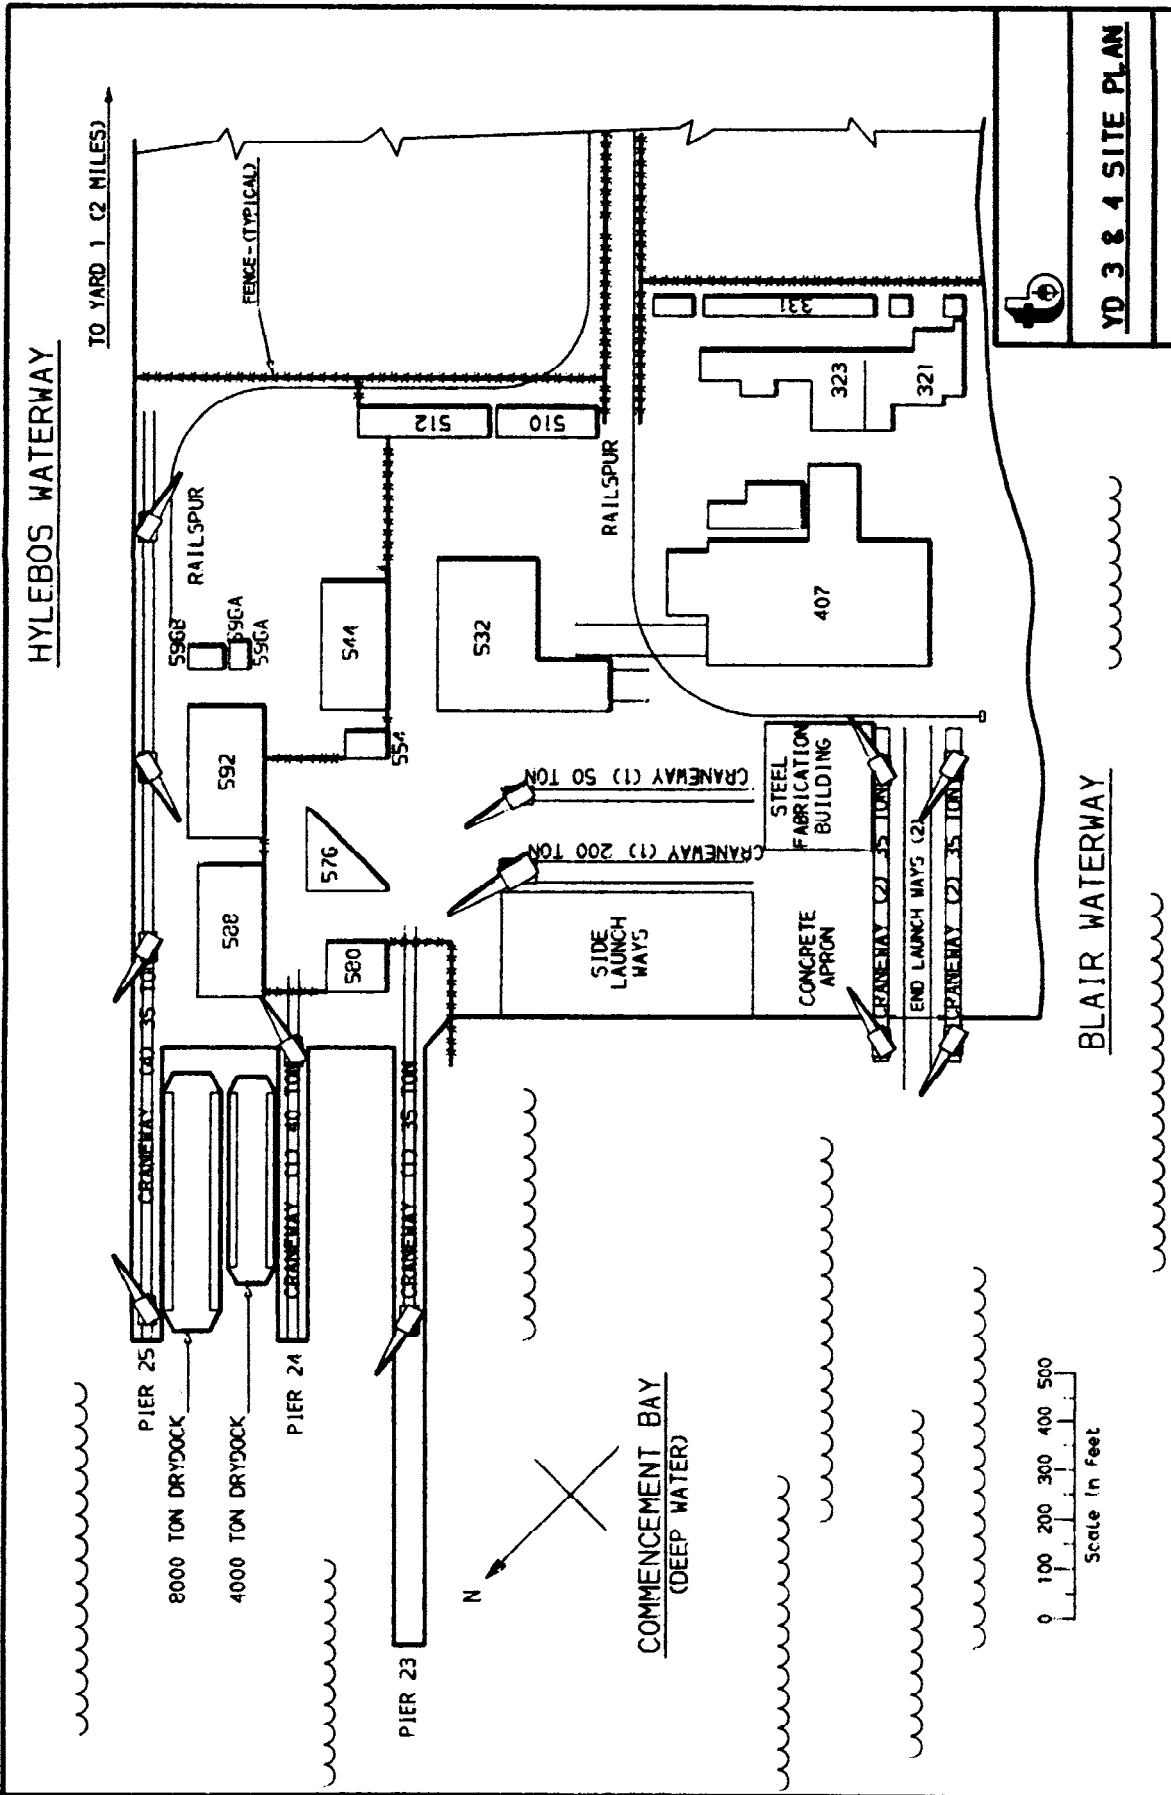 HYLEBOS WATERWAY
TO YARD 1 (2 MILES)
FENCE-(TYPICAL)
RAILSPUR
596B
596A
596A
592
588
544
554
576
580
512
510
532
RAILSPUR
CRANEWAY (4) 35 TON
CRANEWAY (1) 40 TON
CRANEWAY (1) 35 TON
PIER 25
8000 TON DRYDOCK
4000 TON DRYDOCK
PIER 24
PIER 23
N
COMMENCEMENT BAY
(DEEP WATER)
CRANEWAY (1) 50 TON
CRANEWAY (1) 200 TON
SIDE
LAUNCH
WAYS
STEEL
FABRICATION
BUILDING
CONCRETE
APRON
CRANEWAY (2) 35 TON
END LAUNCH WAYS (2)
CRANEWAY (2) 35 TON
407
331
323
321
BLAIR WATERWAY
0 100 200 300 400 500
Scale in Feet
YD 3 & 4 SITE PLAN